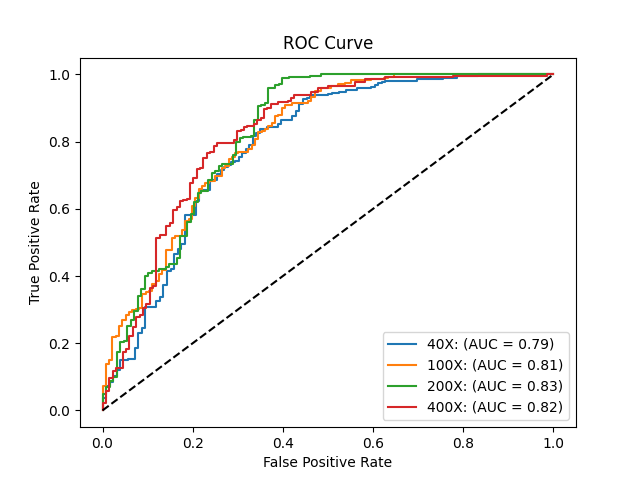 ROC Curve
True Positive Rate
1.0
0.8
0.6
0.4
0.2
0.0
40X: (AUC = 0.79)
100X: (AUC = 0.81)
200X: (AUC = 0.83)
400X: (AUC = 0.82)
0.0 0.2 0.4 0.6 0.8 1.0
False Positive Rate